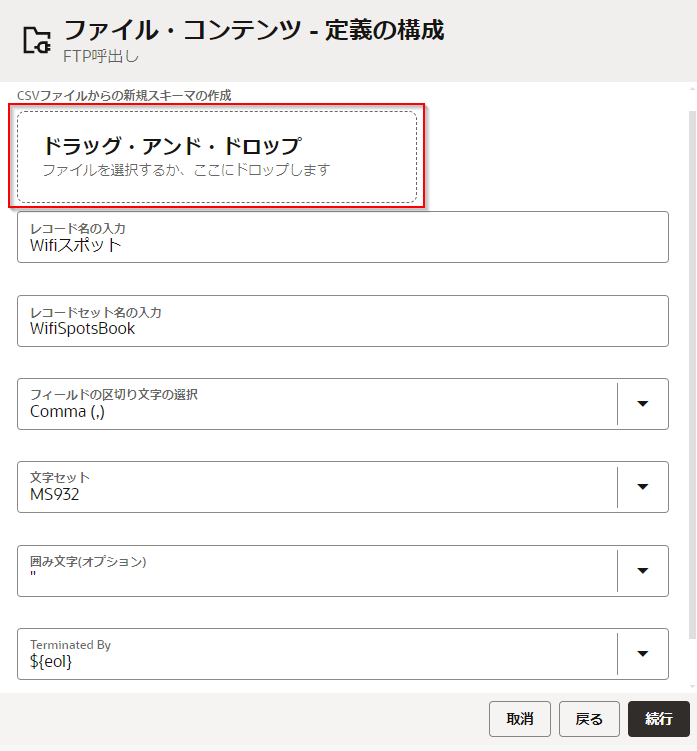 ファイル・コンテンツ - 定義の構成
FTP呼出し
CSVファイルからの新規スキーマの作成
ドラッグ・アンド・ドロップ
ファイルを選択するか、ここにドロップします
レコード名の入力
Wifiスポット
レコードセット名の入力
WifiSpotsBook
フィールドの区切り文字の選択
Comma (,)
文字セット
MS932
囲み文字(オプション)
"
Terminated By
${eol}
取消
戻る
続行